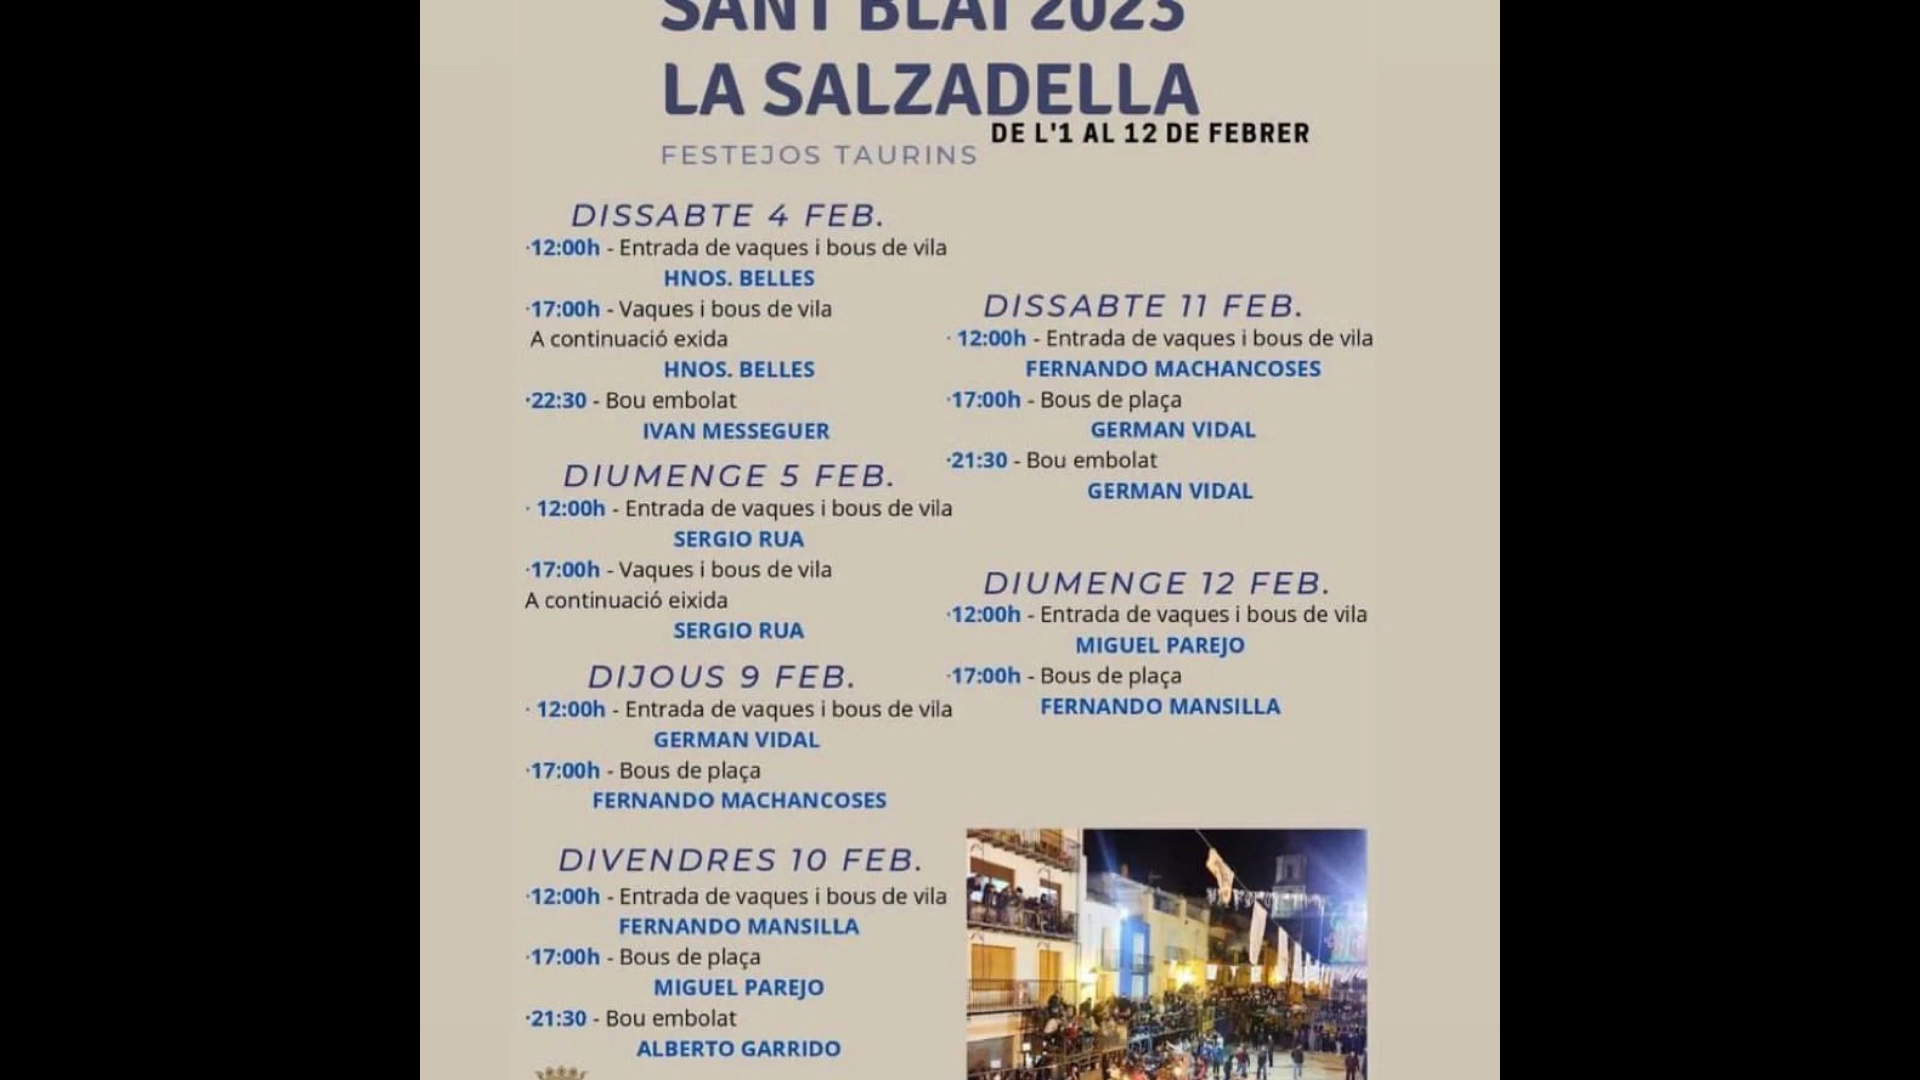 SANT BLAI 2023
LA SALZADELLA
DE L'1 AL 12 DE FEBRER
FESTEJOS TAURINS
DISSABTE 4 FEB.
·12:00h - Entrada de vaques i bous de vila
HNOS. BELLES
·17:00h - Vaques i bous de vila
A continuació exida
HNOS. BELLES
·22:30 - Bou embolat
IVAN MESSEGUER
DIUMENGE 5 FEB.
· 12:00h - Entrada de vaques i bous de vila
SERGIO RUA
·17:00h - Vaques i bous de vila
A continuació eixida
SERGIO RUA
DIJOUS 9 FEB.
· 12:00h - Entrada de vaques i bous de vila
GERMAN VIDAL
·17:00h - Bous de plaça
FERNANDO MACHANCOSES
DIVENDRES 10 FEB.
·12:00h - Entrada de vaques i bous de vila
FERNANDO MANSILLA
·17:00h - Bous de plaça
MIGUEL PAREJO
·21:30 - Bou embolat
ALBERTO GARRIDO
DISSABTE 11 FEB.
· 12:00h - Entrada de vaques i bous de vila
FERNANDO MACHANCOSES
·17:00h - Bous de plaça
GERMAN VIDAL
·21:30 - Bou embolat
GERMAN VIDAL
DIUMENGE 12 FEB.
·12:00h - Entrada de vaques i bous de vila
MIGUEL PAREJO
·17:00h - Bous de plaça
FERNANDO MANSILLA